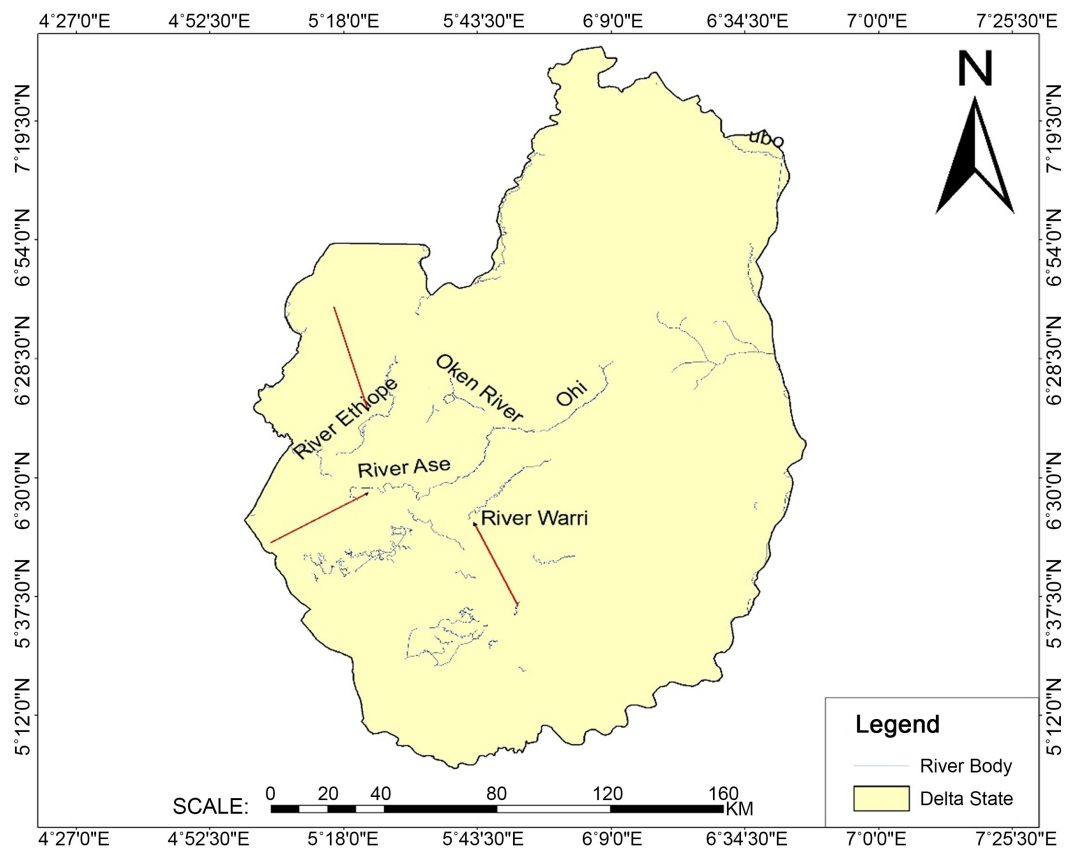 4°27'0"E 4°52'30"E 5°18'0"E 5°43'30"E 6°9'0"E 6°34'30"E 7°0'0"E 7°25'30"E
N
7°19'30"N 7°19'30"N
ubo
6°54'0"N 6°54'0"N
6°28'30"N 6°28'30"N
Oken River
Ohi
River Ethiope
River Ase
6°30'0"N 6°30'0"N
River Warri
5°37'30"N 5°37'30"N
5°12'0"N 5°12'0"N
Legend
River Body
Delta State
0 20 40 80 120 160
SCALE: KM
4°27'0"E 4°52'30"E 5°18'0"E 5°43'30"E 6°9'0"E 6°34'30"E 7°0'0"E 7°25'30"E